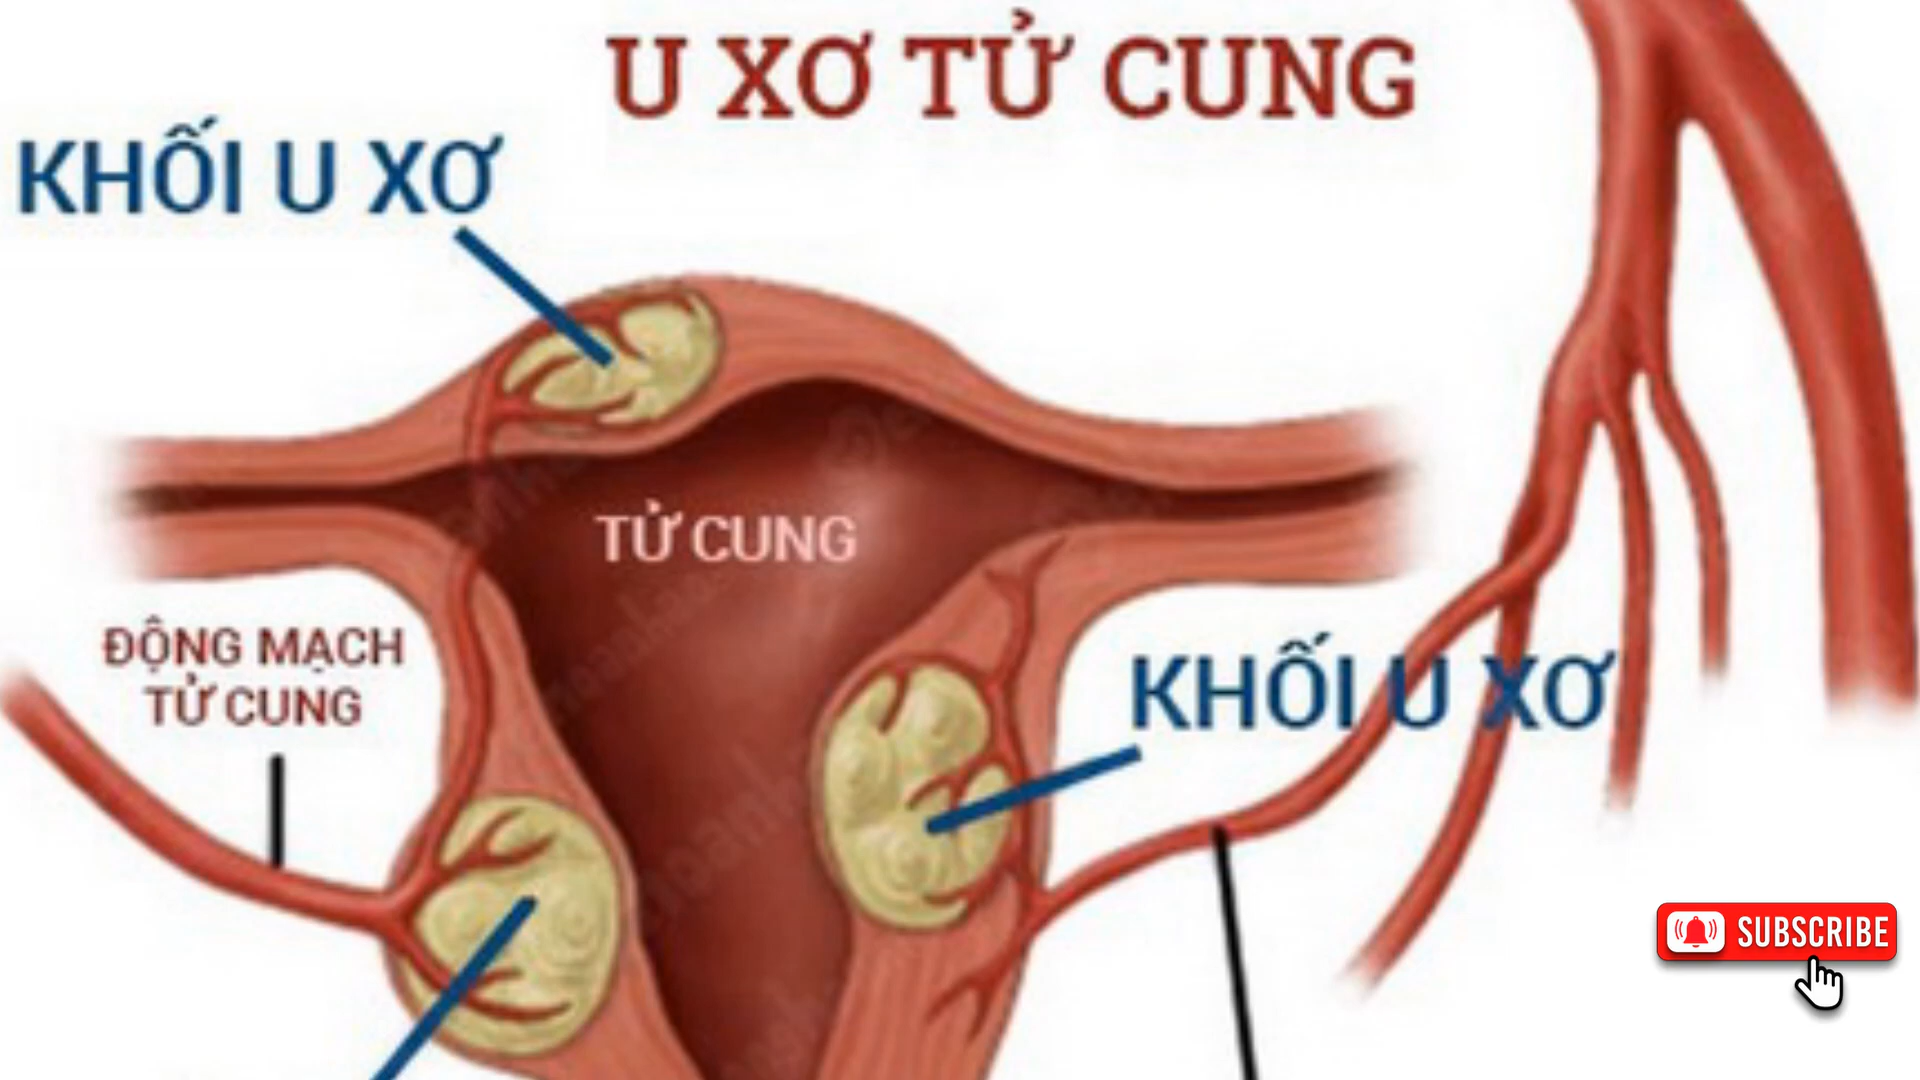 U XƠ TỬ CUNG
KHỐI U XƠ
TỬ CUNG
ĐỘNG MẠCH
TỬ CUNG
KHỐI U XƠ
SUBSCRIBE